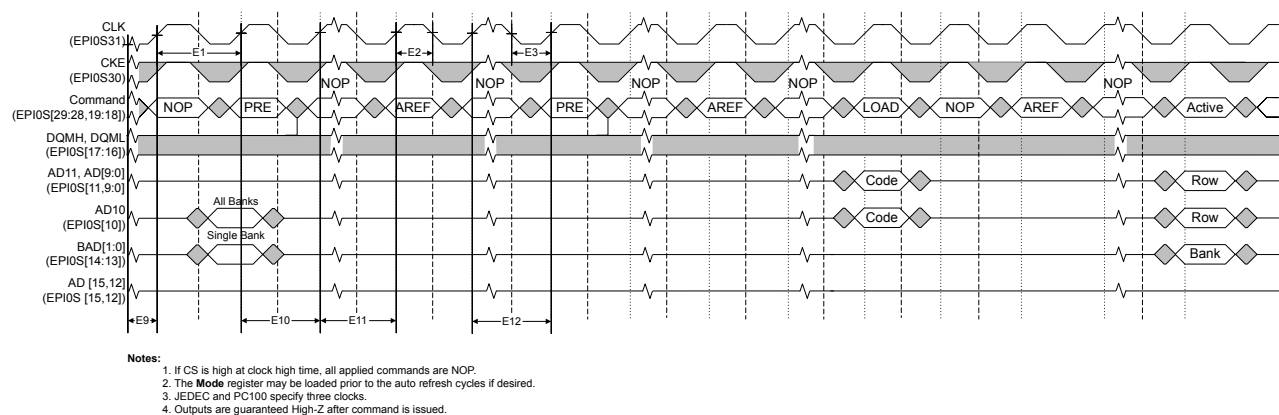 CLK
(EPI0S31)
E1
E2
E3
CKE
(EPI0S30)
NOP
NOP
NOP
NOP
NOP
Command
(EPI0S[29:28,19:18])
NOP
PRE
AREF
PRE
AREF
LOAD
NOP
AREF
Active
DQMH, DQML
(EPI0S[17:16])
AD11, AD[9:0]
(EPI0S[11,9:0]
Code
Row
All Banks
AD10
(EPI0S[10])
Code
Row
Single Bank
BAD[1:0]
(EPI0S[14:13])
Bank
AD [15,12]
(EPI0S [15,12])
E9
E10
E11
E12
Notes:
1. If CS is high at clock high time, all applied commands are NOP.
2. The Mode register may be loaded prior to the auto refresh cycles if desired.
3. JEDEC and PC100 specify three clocks.
4. Outputs are guaranteed High-Z after command is issued.